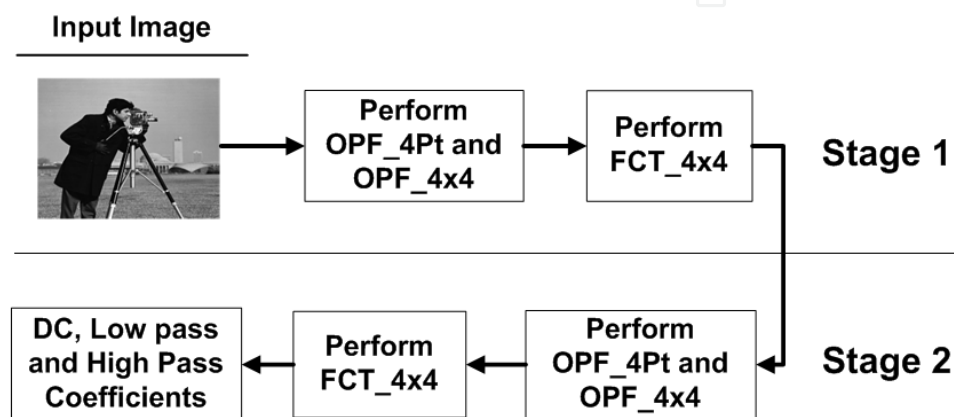 Input Image
Perform
OPF_4Pt and
OPF_4x4
Perform
FCT_4x4
Stage 1
DC, Low pass
and High Pass
Coefficients
Perform
FCT_4x4
Perform
OPF_4Pt and
OPF_4x4
Stage 2